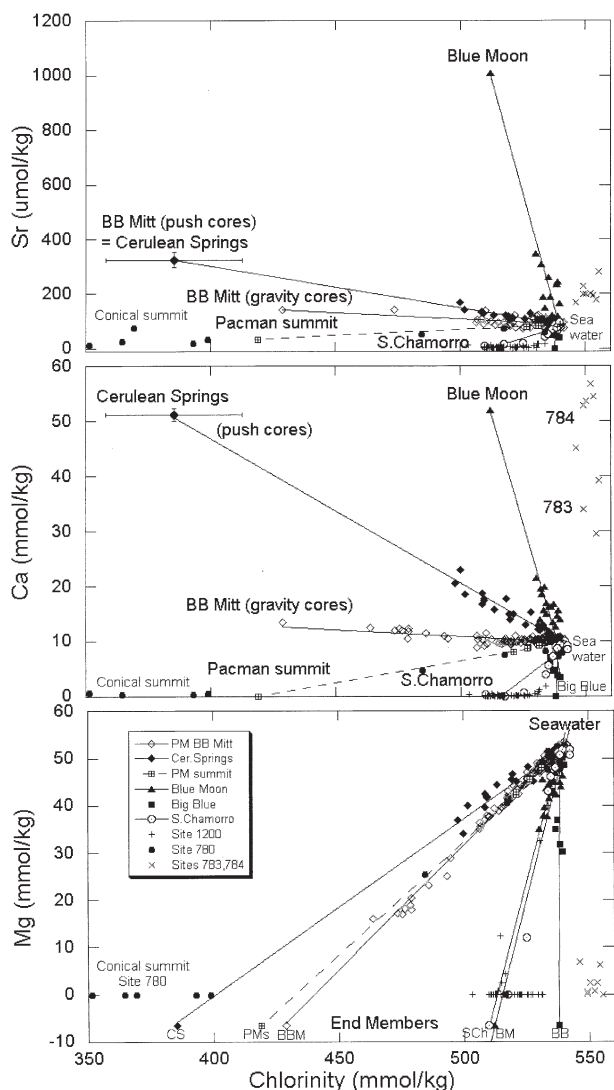 1200
1000
800
600
400
200
0
Sr (umol/kg)
Blue Moon
BB Mitt (push cores)
= Cerulean Springs
BB Mitt (gravity cores)
Conical summit
Pacman summit
S.Chamorro
Sea
water
60
50
40
30
20
10
0
Ca (mmol/kg)
Cerulean Springs
(push cores)
Blue Moon
784
783
BB Mitt (gravity cores)
Pacman summit
Conical summit
S.Chamorro
Sea
water
Big Blue
60
50
40
30
20
10
0
-10
Mg (mmol/kg)
Seawater
PM BB Mitt
Cer.Springs
PM summit
Blue Moon
Big Blue
S.Chamorro
Site 1200
Site 780
Sites 783,784
Conical summit
Site 780
End Members
CS
PMs
BBM
SCh
BM
BB
350
400
450
500
550
Chlorinity (mmol/kg)